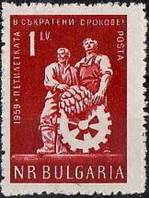 В СЪКРАТЕНИ СРОКОВЕ!
1959 • ПЕТИЛЕТКАТА
1 LV.
POSTA
NR BULGARIA